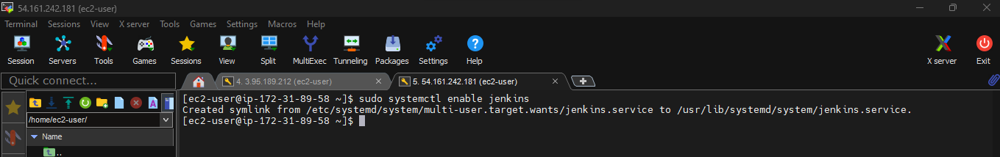 54.161.242.181 (ec2-user)
Terminal Sessions View X server Tools Games Settings Macros Help
Session Servers Tools Games Sessions View Split MultiExec Tunneling Packages Settings Help X server Exit
Quick connect...
4. 3.95.189.212 (ec2-user)
5. 54.161.242.181 (ec2-user)
/home/ec2-user/
Name
..
[ec2-user@ip-172-31-89-58 ~]$ sudo systemctl enable jenkins
Created symlink from /etc/systemd/system/multi-user.target.wants/jenkins.service to /usr/lib/systemd/system/jenkins.service.
[ec2-user@ip-172-31-89-58 ~]$